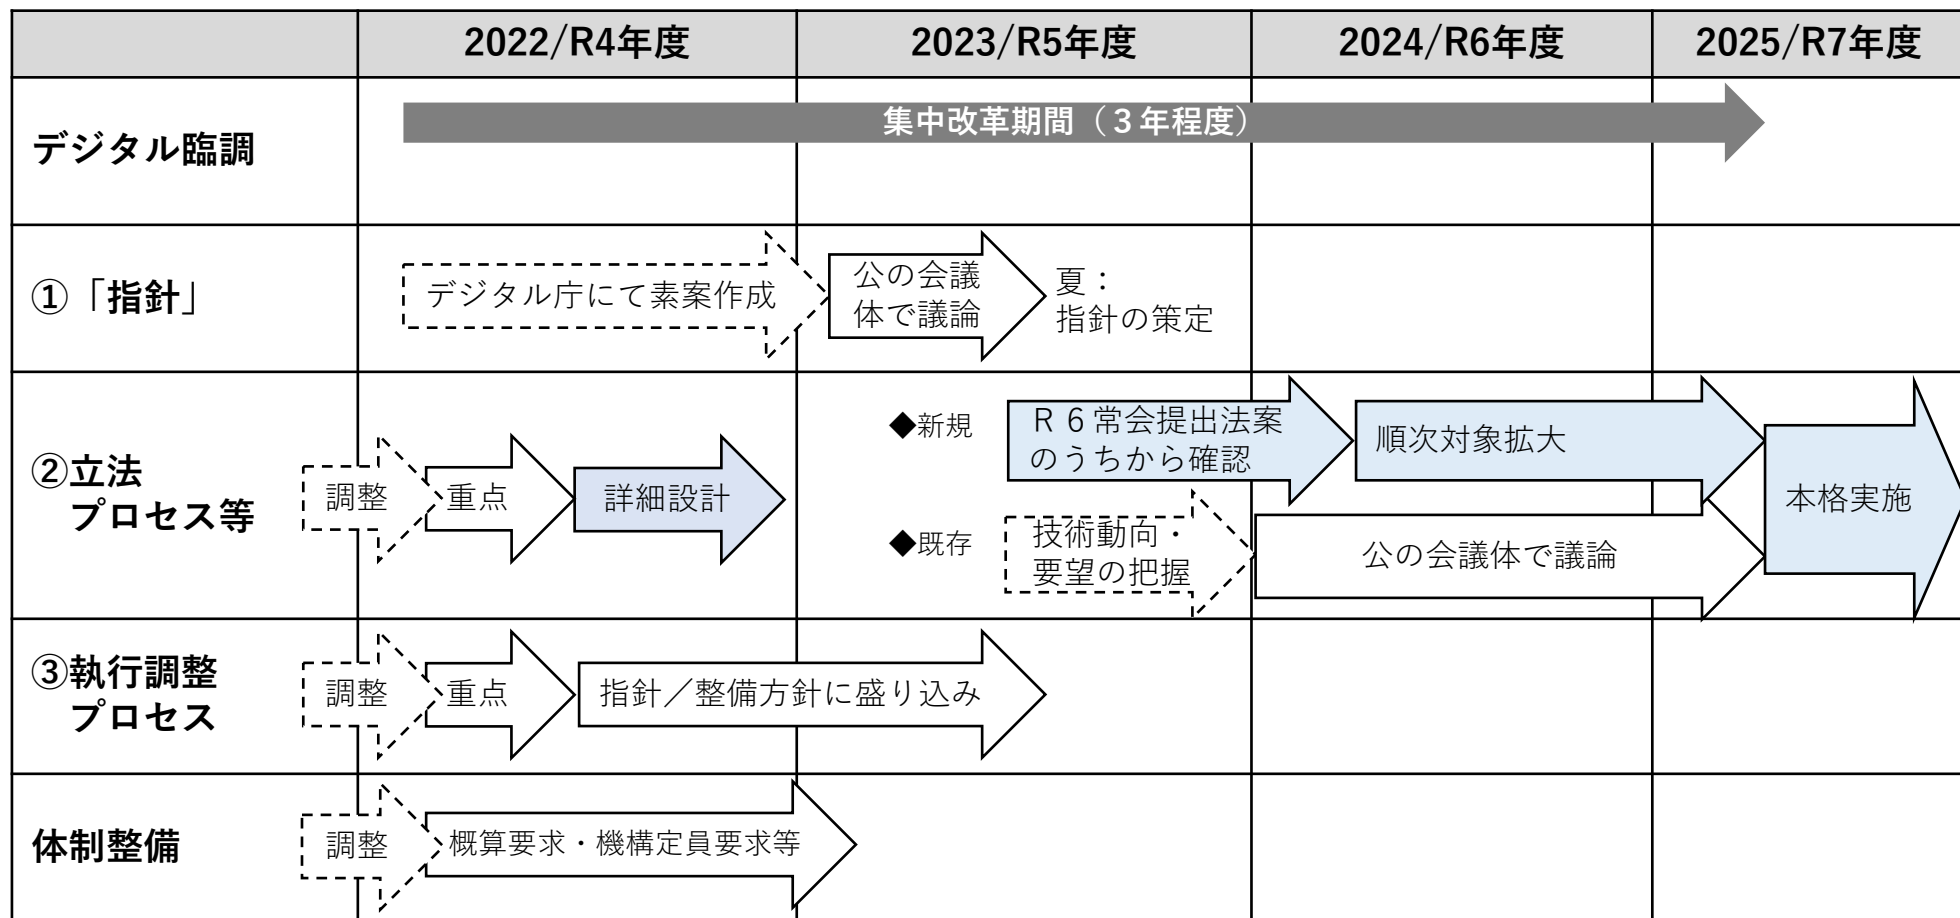 2022/R4年度
2023/R5年度
2024/R6年度
2025/R7年度
デジタル臨調
集中改革期間（３年程度）
①「指針」
デジタル庁にて素案作成
公の会議
体で議論
夏：
指針の策定
②立法
プロセス等
調整
重点
詳細設計
◆新規
Ｒ６常会提出法案
のうちから確認
順次対象拡大
◆既存
技術動向・
要望の把握
公の会議体で議論
本格実施
③執行調整
プロセス
調整
重点
指針／整備方針に盛り込み
体制整備
調整
概算要求・機構定員要求等